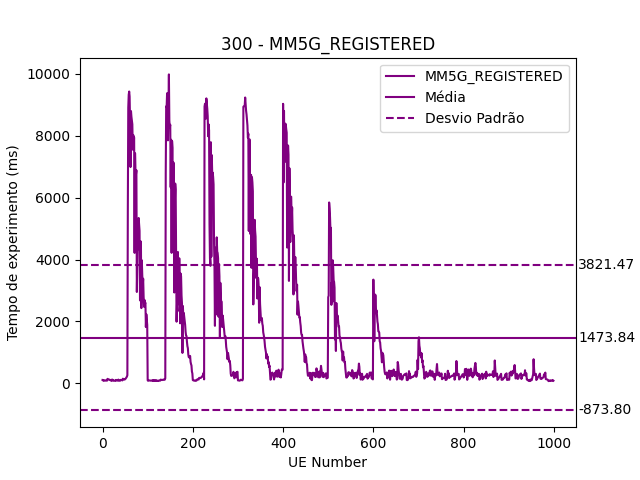 300 - MM5G_REGISTERED
MM5G_REGISTERED
Média
Desvio Padrão
Tempo de experimento (ms)
10000
8000
6000
4000
2000
0
3821.47
1473.84
-873.80
0 200 400 600 800 1000
UE Number